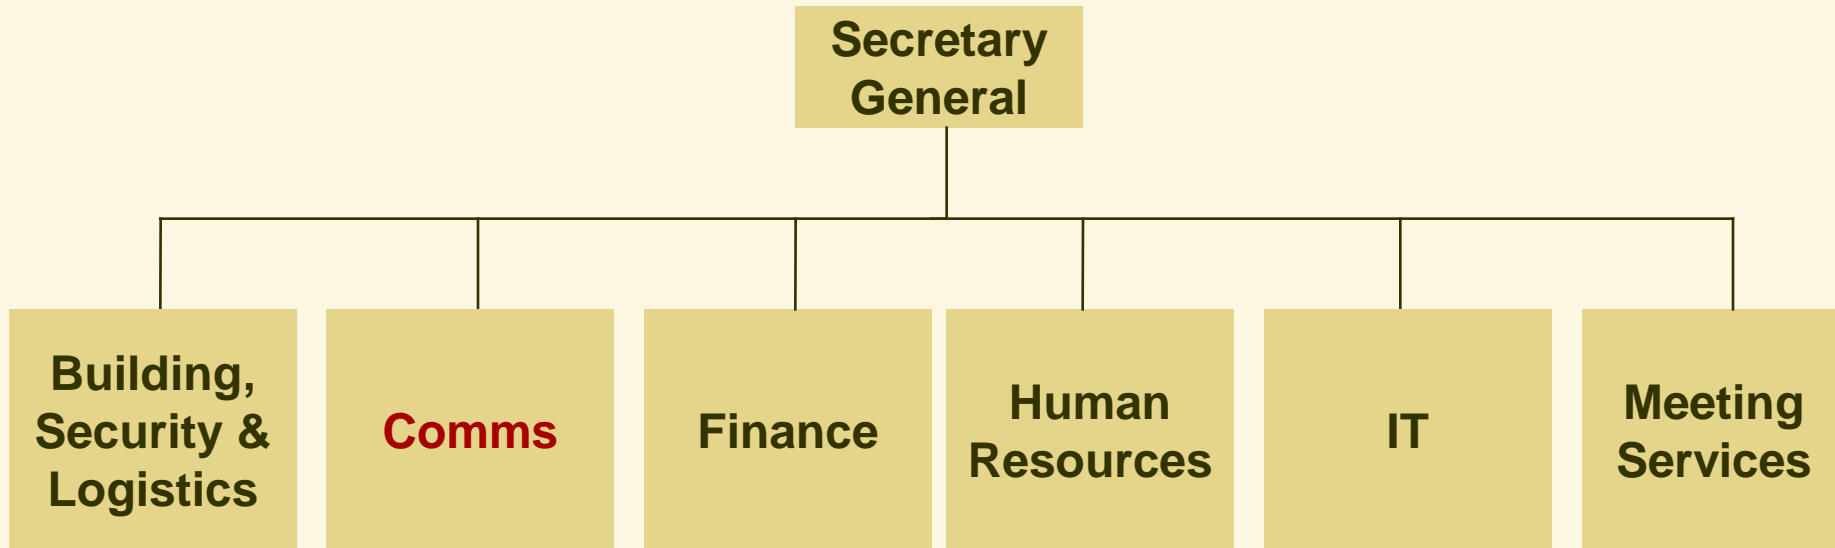 Secretary
General
Building,
Security &
Logistics
Comms
Finance
Human
Resources
IT
Meeting
Services